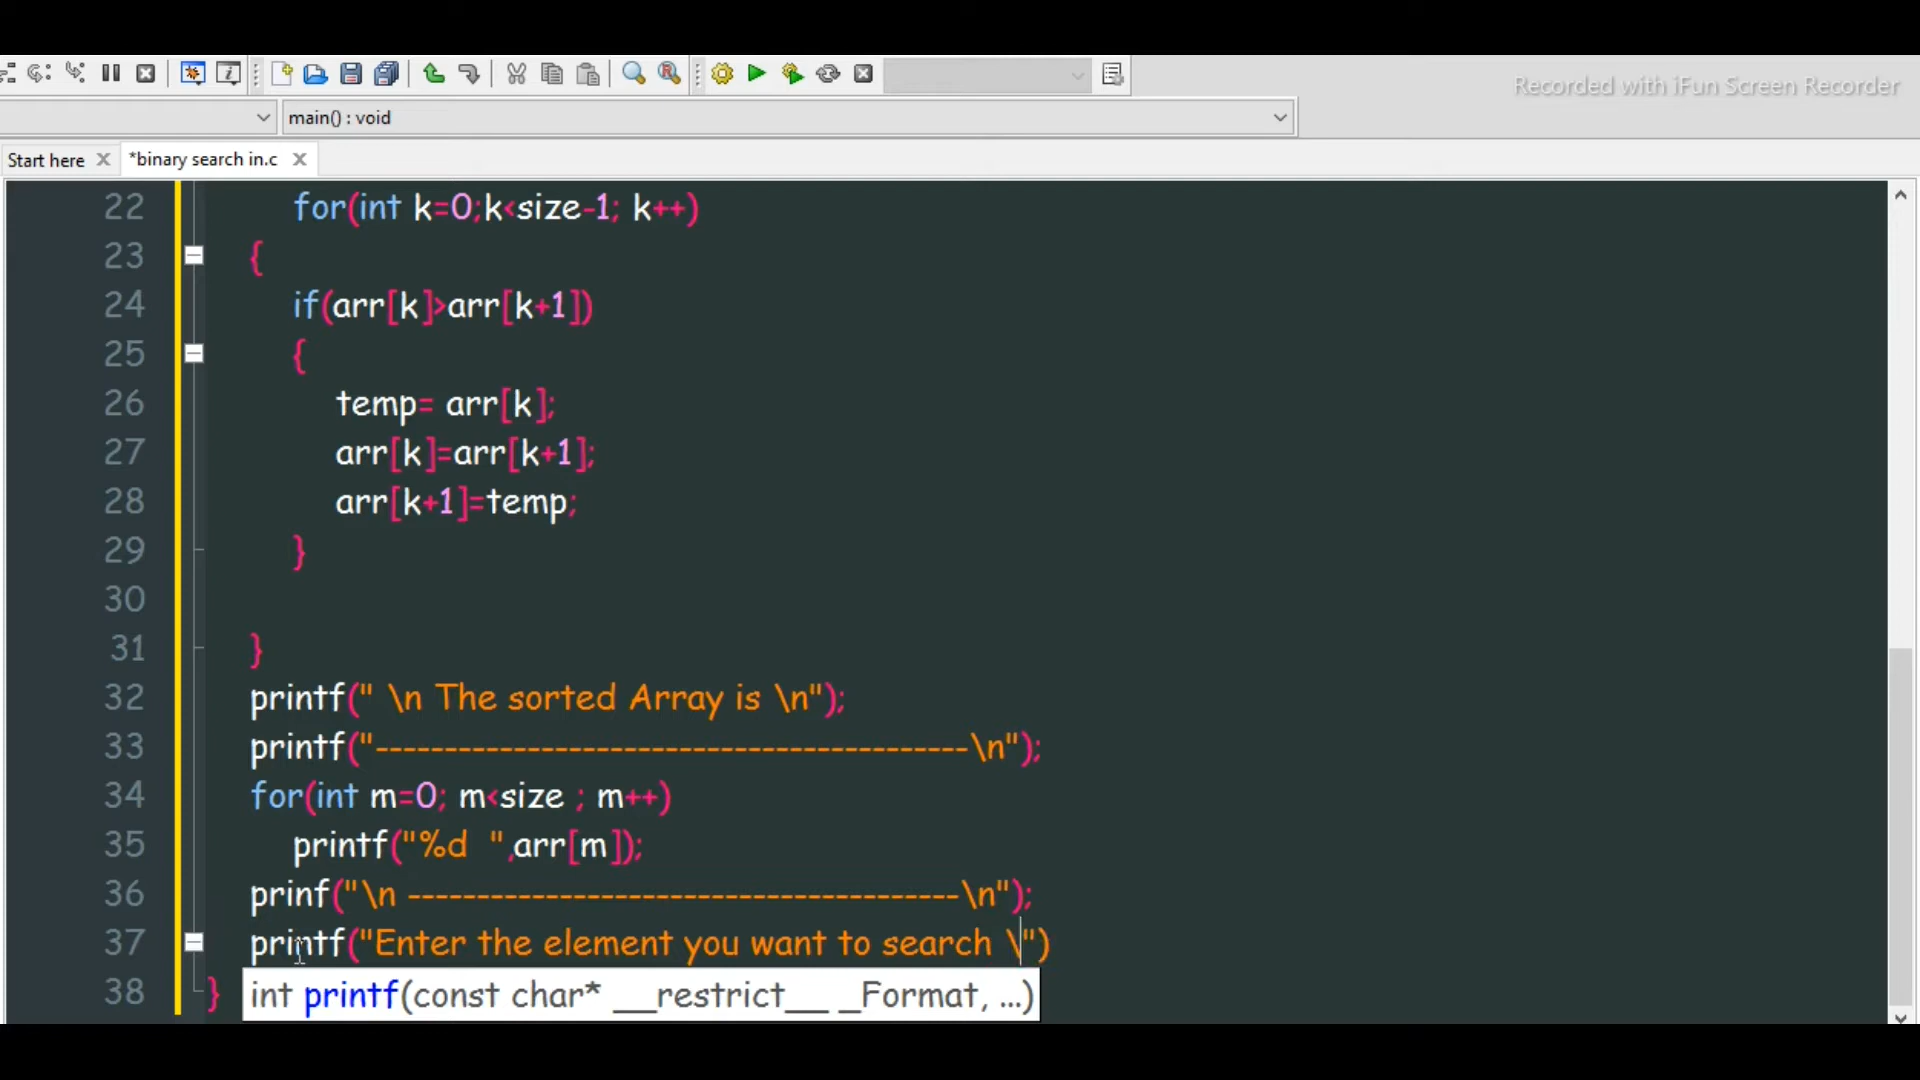 Recorded with iFun Screen Recorder
main() : void
Start here
*binary search in.c
22 for(int k=0;k<size-1; k++)
23 {
24 if(arr[k]>arr[k+1])
25 {
26 temp= arr[k];
27 arr[k]=arr[k+1];
28 arr[k+1]=temp;
29 }
30
31 }
32 printf(" \n The sorted Array is \n");
33 printf("-------------------------------------------\n");
34 for(int m=0; m<size ; m++)
35 printf("%d  ",arr[m]);
36 prinf("\n ----------------------------------------\n");
37 printf("Enter the element you want to search \")
38 }
int printf(const char* __restrict__ _Format, ...)